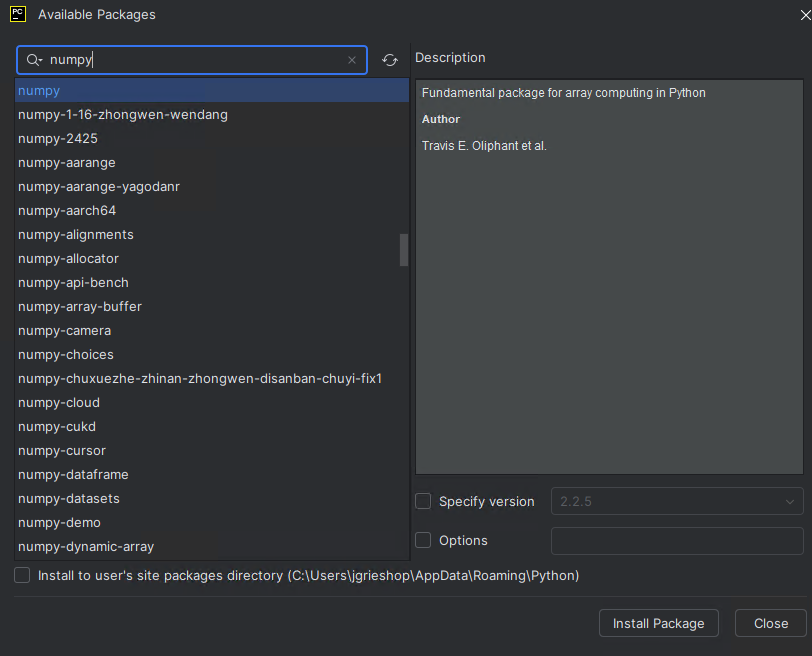 PC
Available Packages
numpy
Description
numpy
numpy-1-16-zhongwen-wendang
numpy-2425
numpy-aarange
numpy-aarange-yagodanr
numpy-aarch64
numpy-alignments
numpy-allocator
numpy-api-bench
numpy-array-buffer
numpy-camera
numpy-choices
numpy-chuxuezhe-zhinan-zhongwen-disanban-chuyi-fix1
numpy-cloud
numpy-cukd
numpy-cursor
numpy-dataframe
numpy-datasets
numpy-demo
numpy-dynamic-array
Fundamental package for array computing in Python
Author
Travis E. Oliphant et al.
Specify version
2.2.5
Options
Install to user's site packages directory (C:\Users\jgrieshop\AppData\Roaming\Python)
Install Package
Close